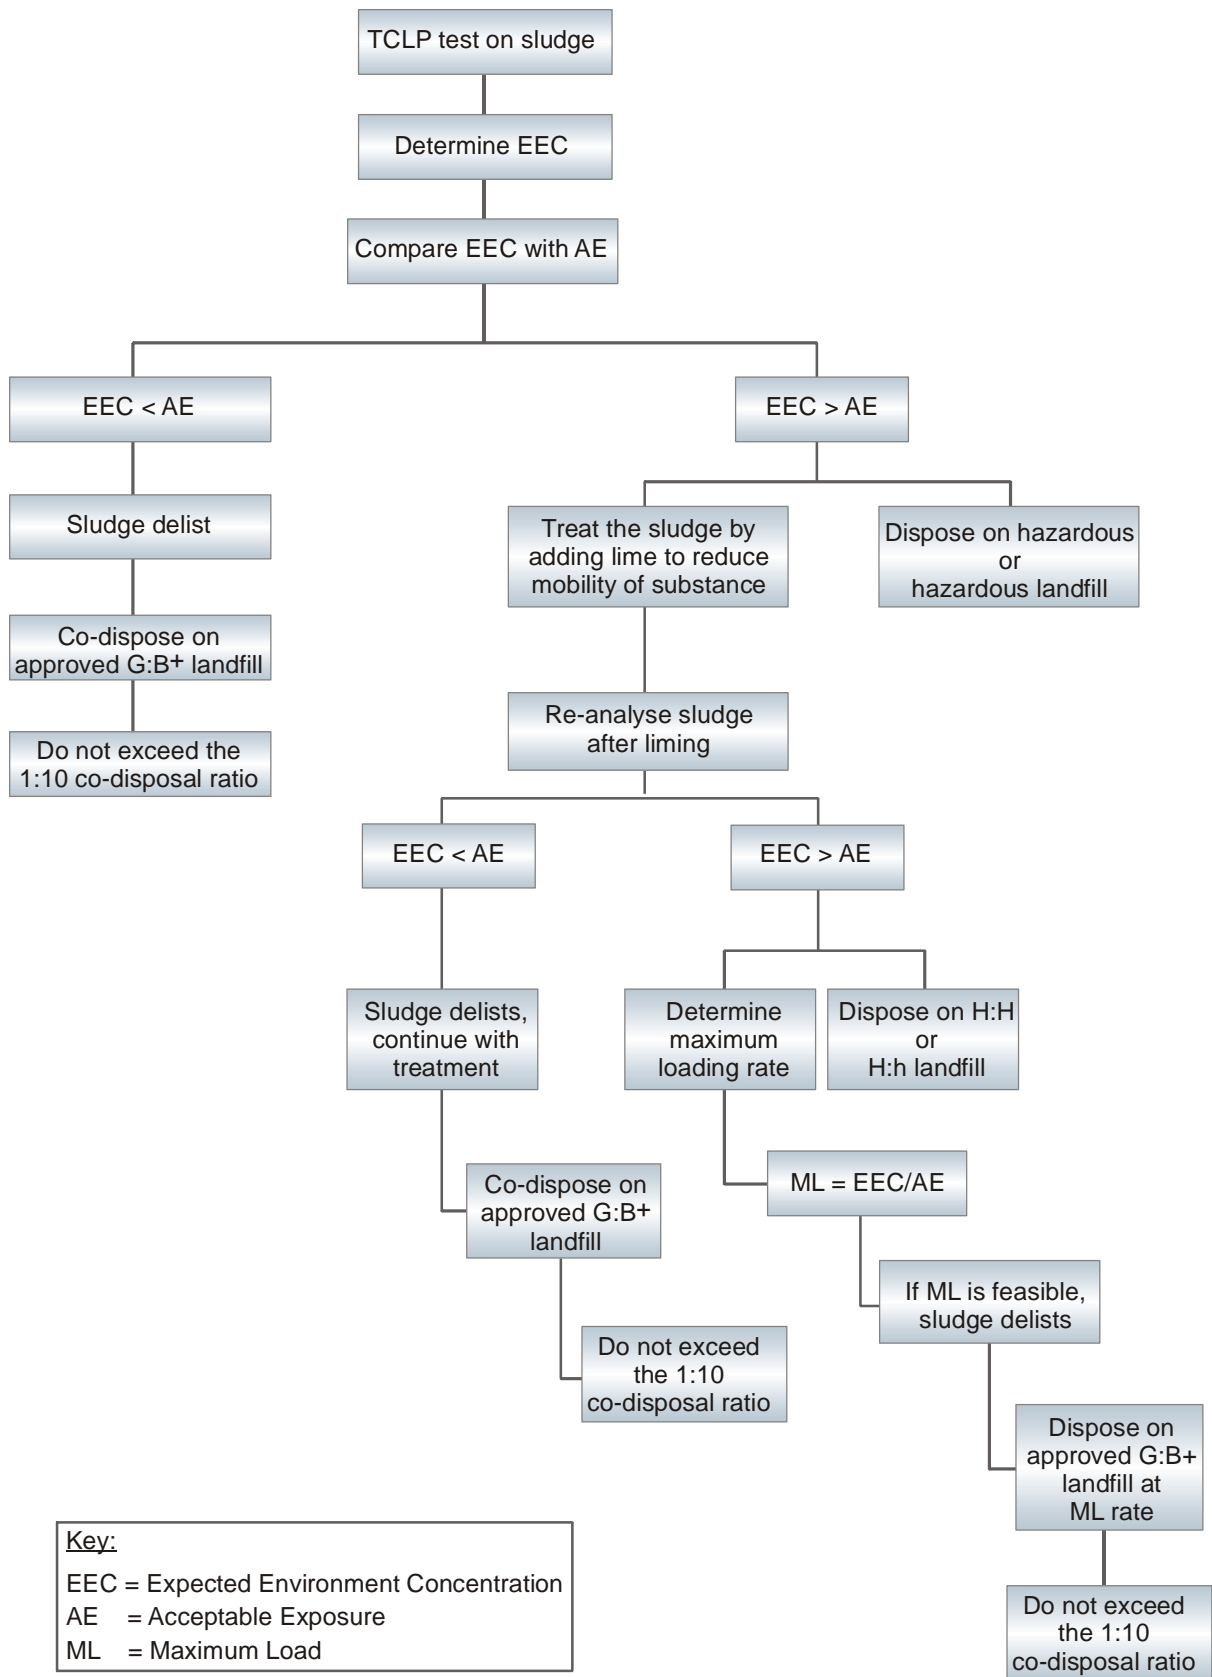 TCLP test on sludge
Determine EEC
Compare EEC with AE
EEC < AE
EEC > AE
Sludge delist
Treat the sludge by
adding lime to reduce
mobility of substance
Dispose on hazardous
or
hazardous landfill
Co-dispose on
approved G:B+ landfill
Do not exceed the
1:10 co-disposal ratio
Re-analyse sludge
after liming
EEC < AE
EEC > AE
Sludge delists,
continue with
treatment
Determine
maximum
loading rate
Dispose on H:H
or
H:h landfill
Co-dispose on
approved G:B+
landfill
ML = EEC/AE
If ML is feasible,
sludge delists
Do not exceed
the 1:10
co-disposal ratio
Dispose on
approved G:B+
landfill at
ML rate
Do not exceed
the 1:10
co-disposal ratio
Key:
EEC = Expected Environment Concentration
AE = Acceptable Exposure
ML = Maximum Load